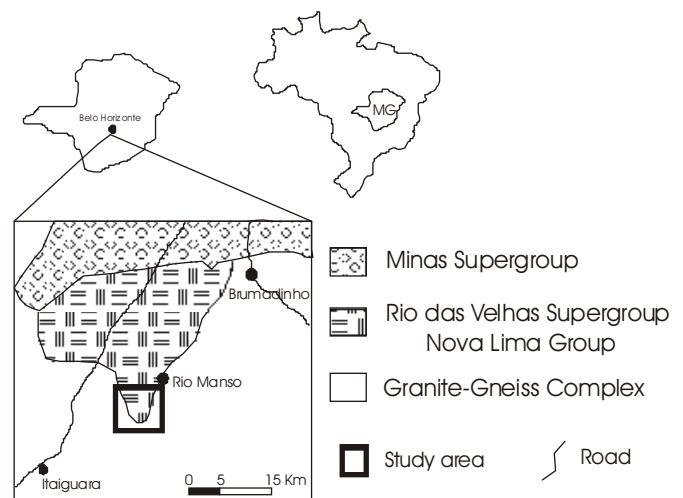 Belo Horizonte
MG
Brumadinho
Rio Manso
Itaiguara
0 5 15 Km
Minas Supergroup
Rio das Velhas Supergroup
Nova Lima Group
Granite-Gneiss Complex
Study area
Road